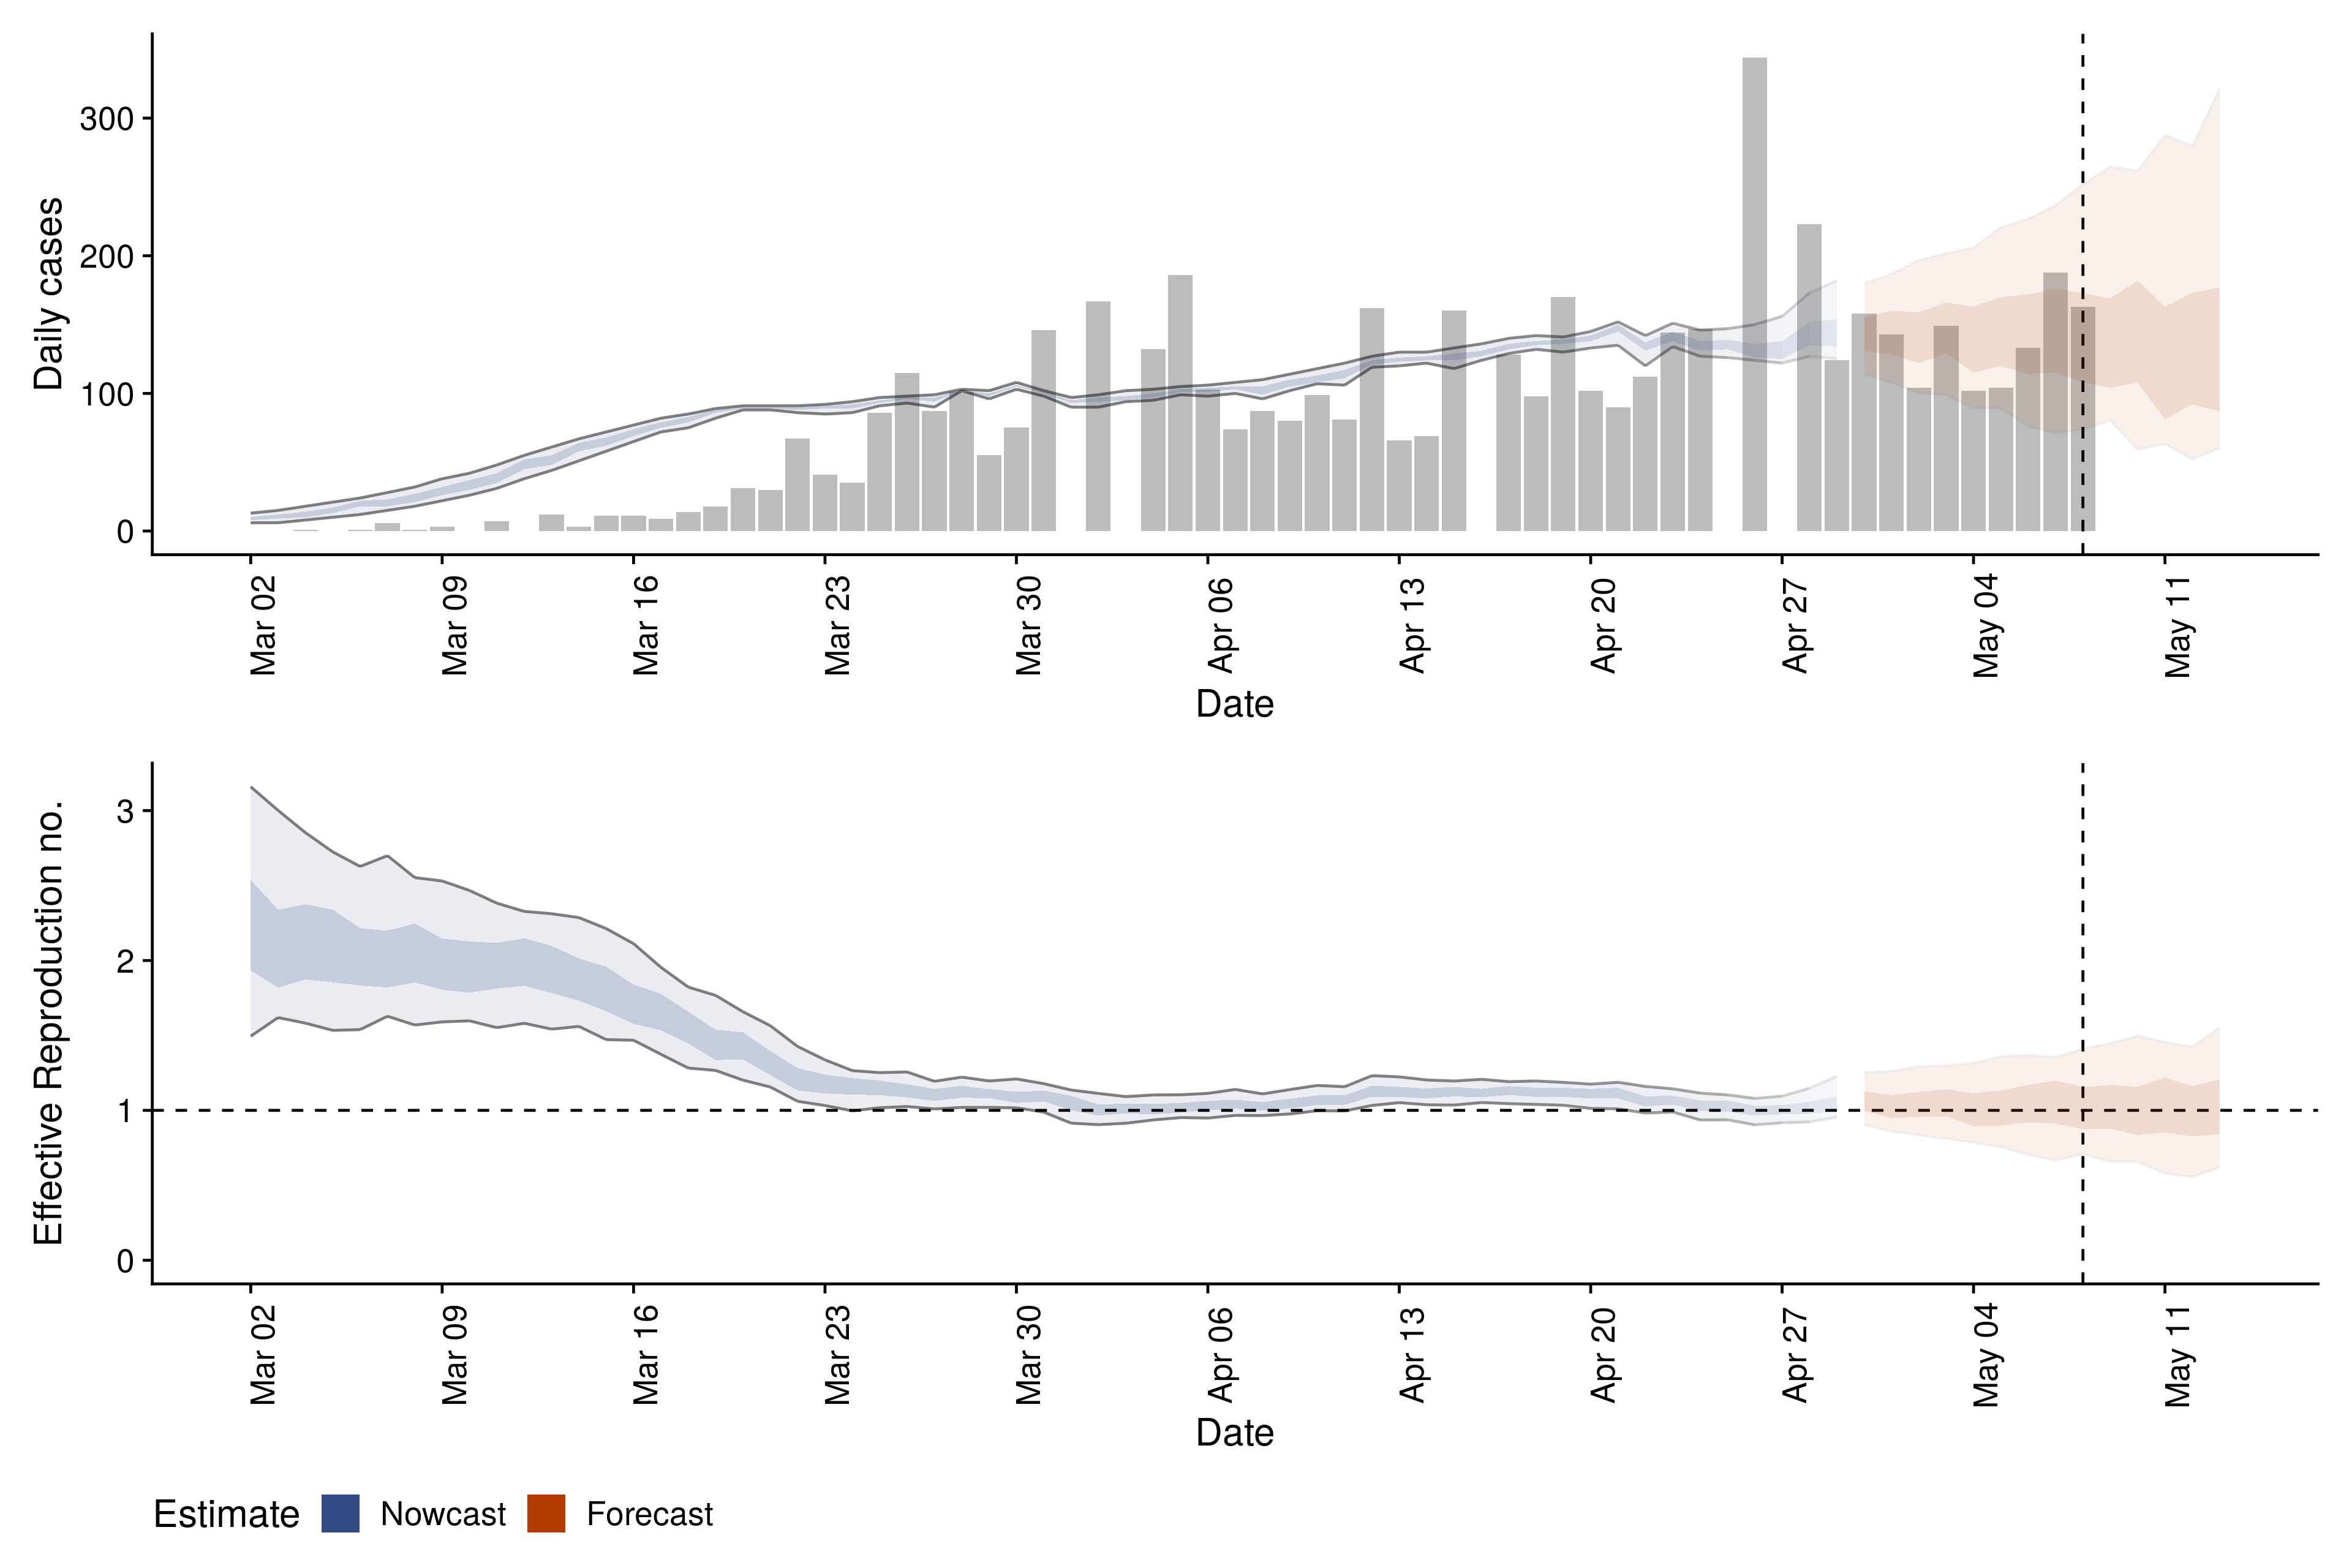 Daily cases
300
200
100
0
Mar 02
Mar 09
Mar 16
Mar 23
Mar 30
Apr 06
Apr 13
Apr 20
Apr 27
May 04
May 11
Date
Effective Reproduction no.
3
2
1
0
Mar 02
Mar 09
Mar 16
Mar 23
Mar 30
Apr 06
Apr 13
Apr 20
Apr 27
May 04
May 11
Date
Estimate Nowcast Forecast